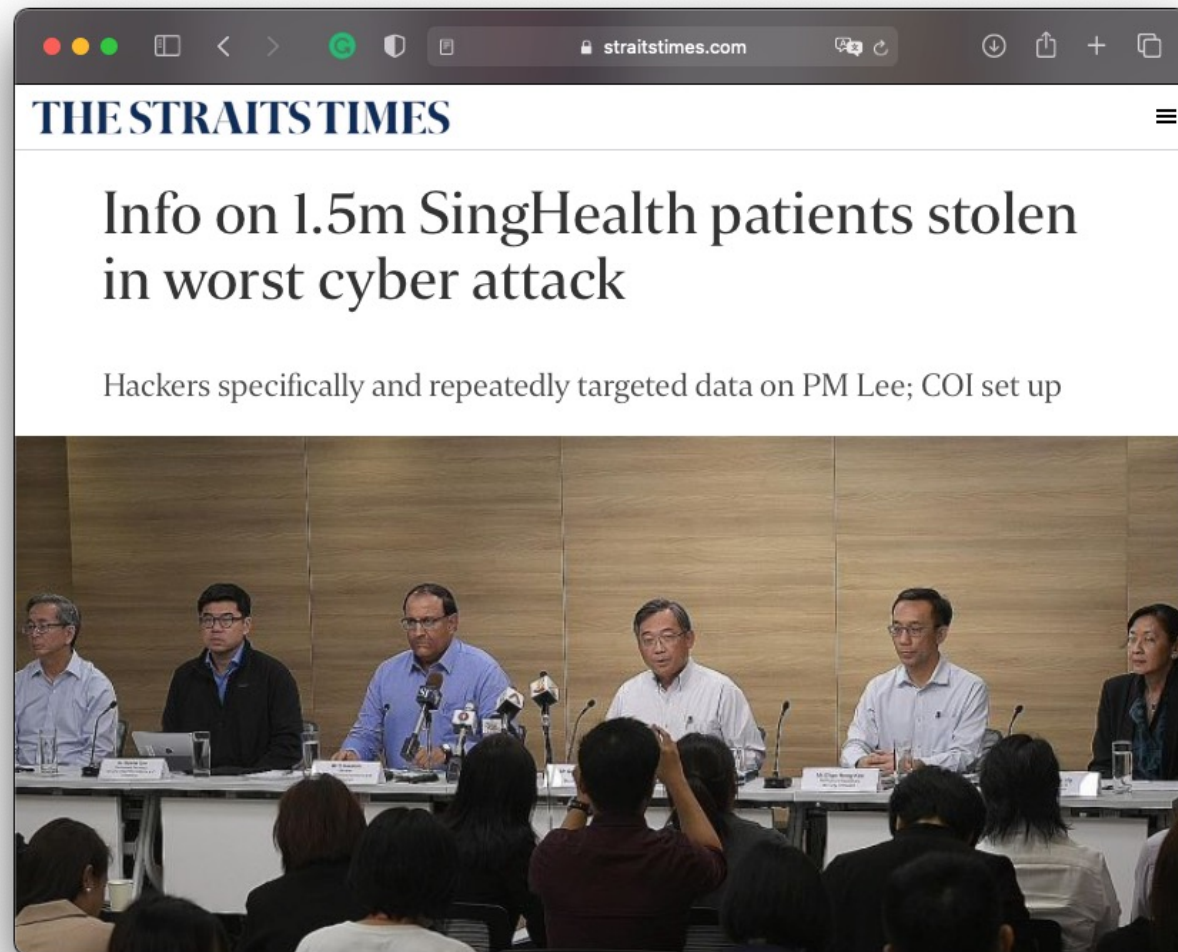 straitstimes.com
THE STRAITS TIMES
Info on 1.5m SingHealth patients stolen
in worst cyber attack
Hackers specifically and repeatedly targeted data on PM Lee; COI set up